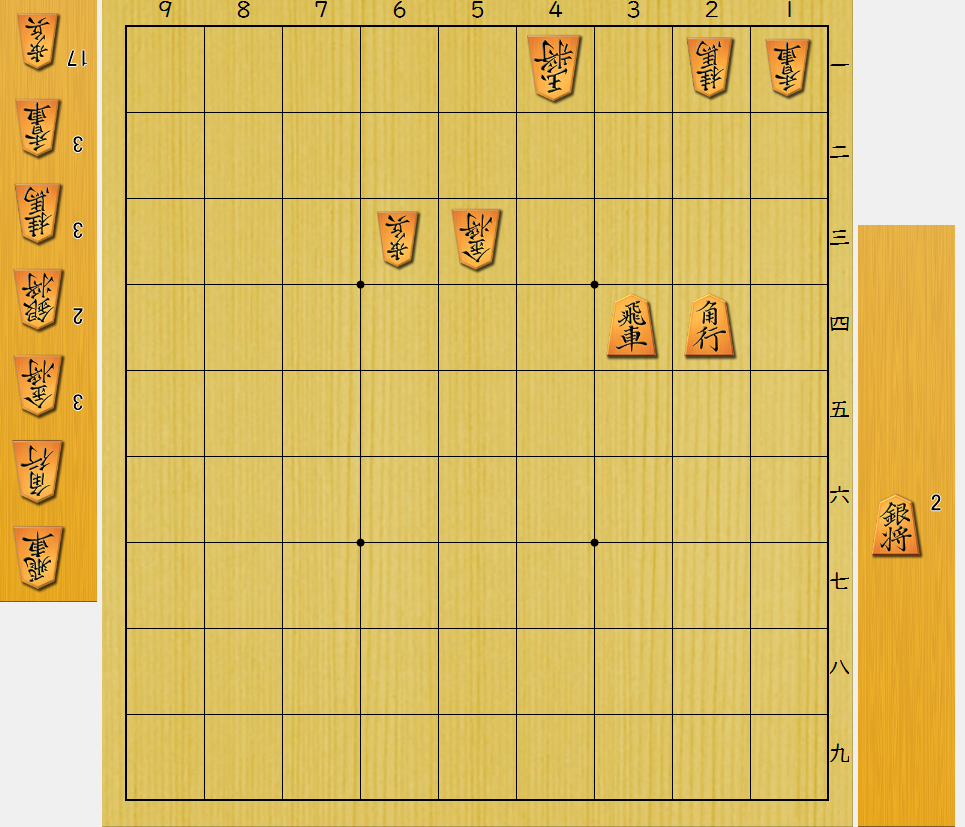 9 8 7 6 5 4 3 2 1
歩兵 17
香車 3
桂馬 3
銀将 2
金将 3
角行
飛車
玉将 桂馬 香車 一
二
歩兵 金将 三
飛車 角行 四
五
六
銀将 2
七
八
九